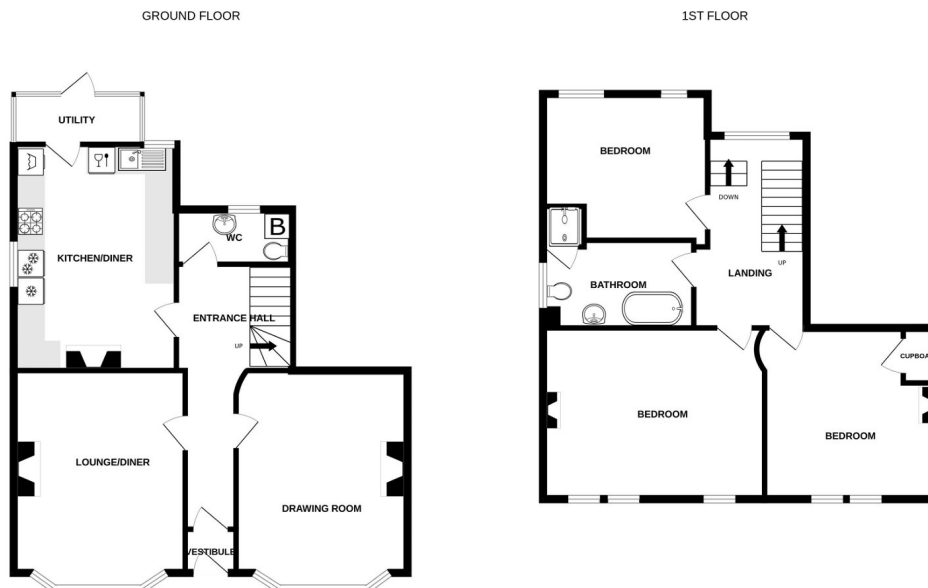 GROUND FLOOR
UTILITY
B
WC
KITCHEN/DINER
ENTRANCE HALL
UP
LOUNGE/DINER
DRAWING ROOM
VESTIBULE
1ST FLOOR
BEDROOM
DOWN
UP
LANDING
BATHROOM
CUPBOA
BEDROOM
BEDROOM